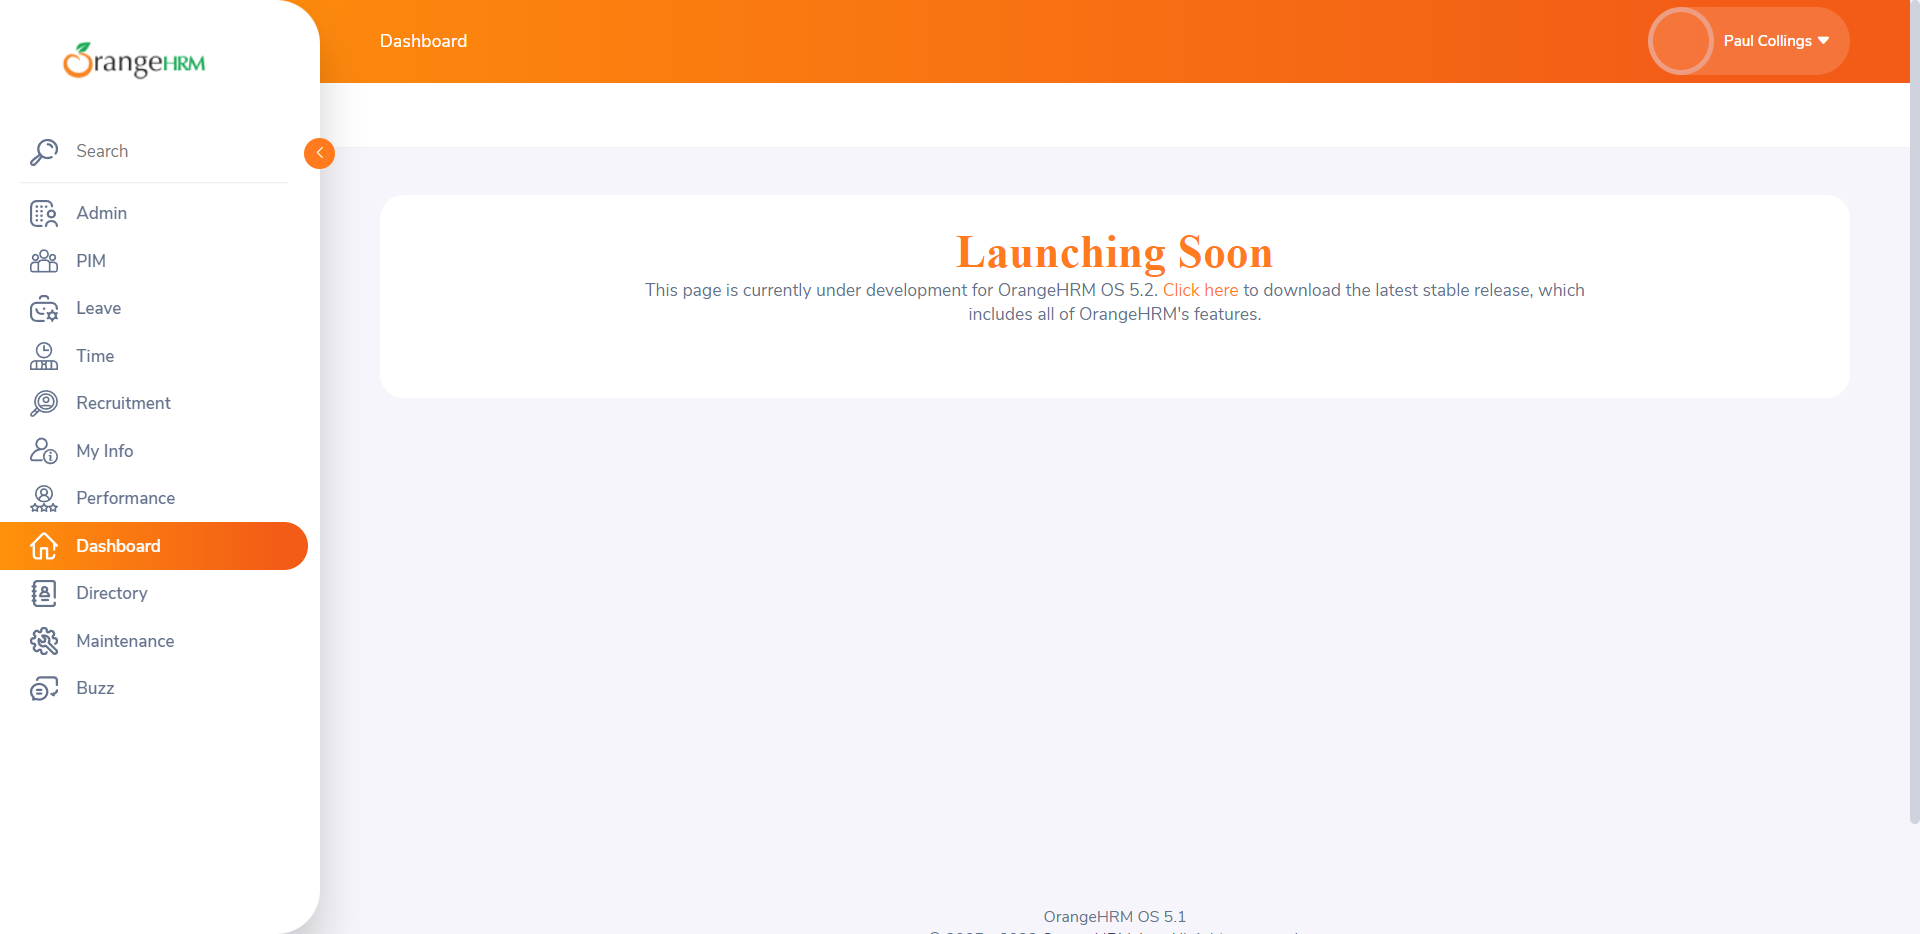 OrangeHRM
Dashboard
Paul Collings
Search
Admin
PIM
Leave
Time
Recruitment
My Info
Performance
Dashboard
Directory
Maintenance
Buzz
Launching Soon
This page is currently under development for OrangeHRM OS 5.2. Click here to download the latest stable release, which
includes all of OrangeHRM's features.
OrangeHRM OS 5.1